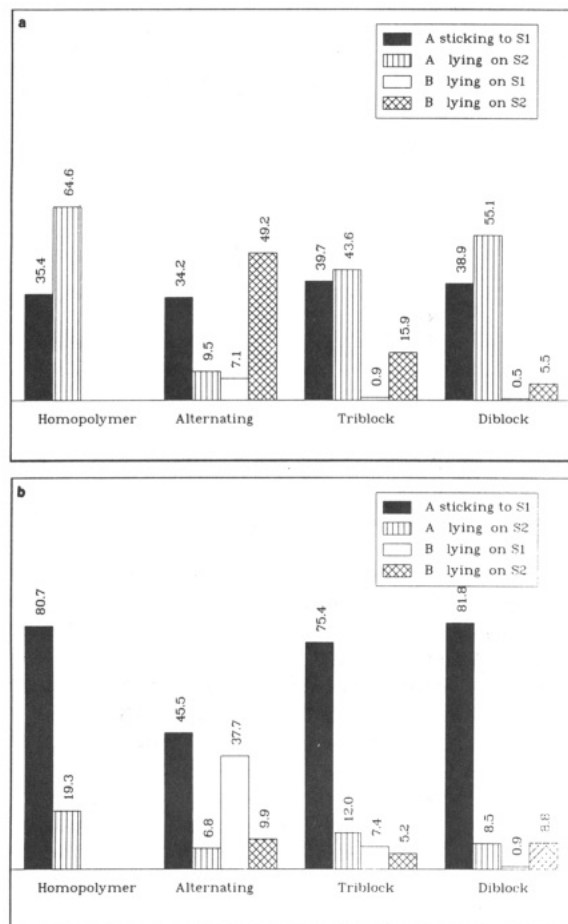 a
A sticking to S1
A lying on S2
B lying on S1
B lying on S2
64.6
35.4
34.2
9.5
7.1
49.2
39.7
43.6
0.9
15.9
38.9
55.1
0.5
5.5
Homopolymer Alternating Triblock Diblock
b
A sticking to S1
A lying on S2
B lying on S1
B lying on S2
80.7
19.3
45.5
6.8
37.7
9.9
75.4
12.0
7.4
5.2
81.8
8.5
0.9
8.8
Homopolymer Alternating Triblock Diblock